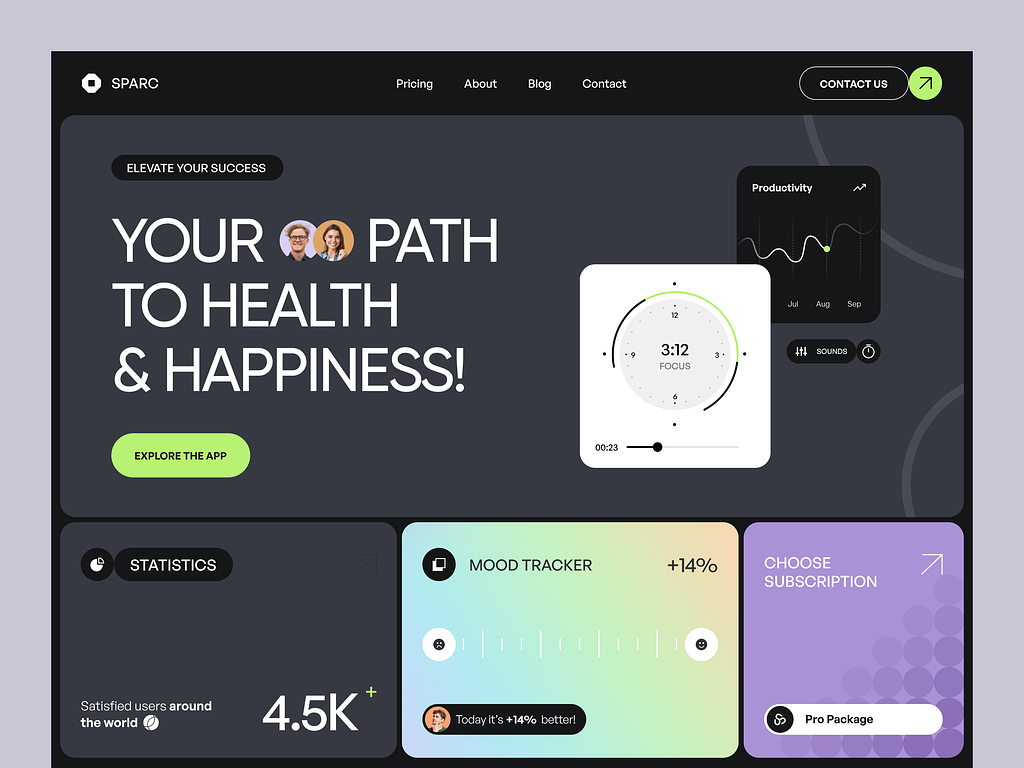 SPARC
Pricing
About
Blog
Contact
CONTACT US
ELEVATE YOUR SUCCESS
YOUR PATH
TO HEALTH
& HAPPINESS!
EXPLORE THE APP
Productivity
Jul
Aug
Sep
12
9
3
6
3:12
FOCUS
00:23
SOUNDS
STATISTICS
Satisfied users around
the world
4.5K+
MOOD TRACKER
+14%
Today it's +14% better!
CHOOSE
SUBSCRIPTION
Pro Package